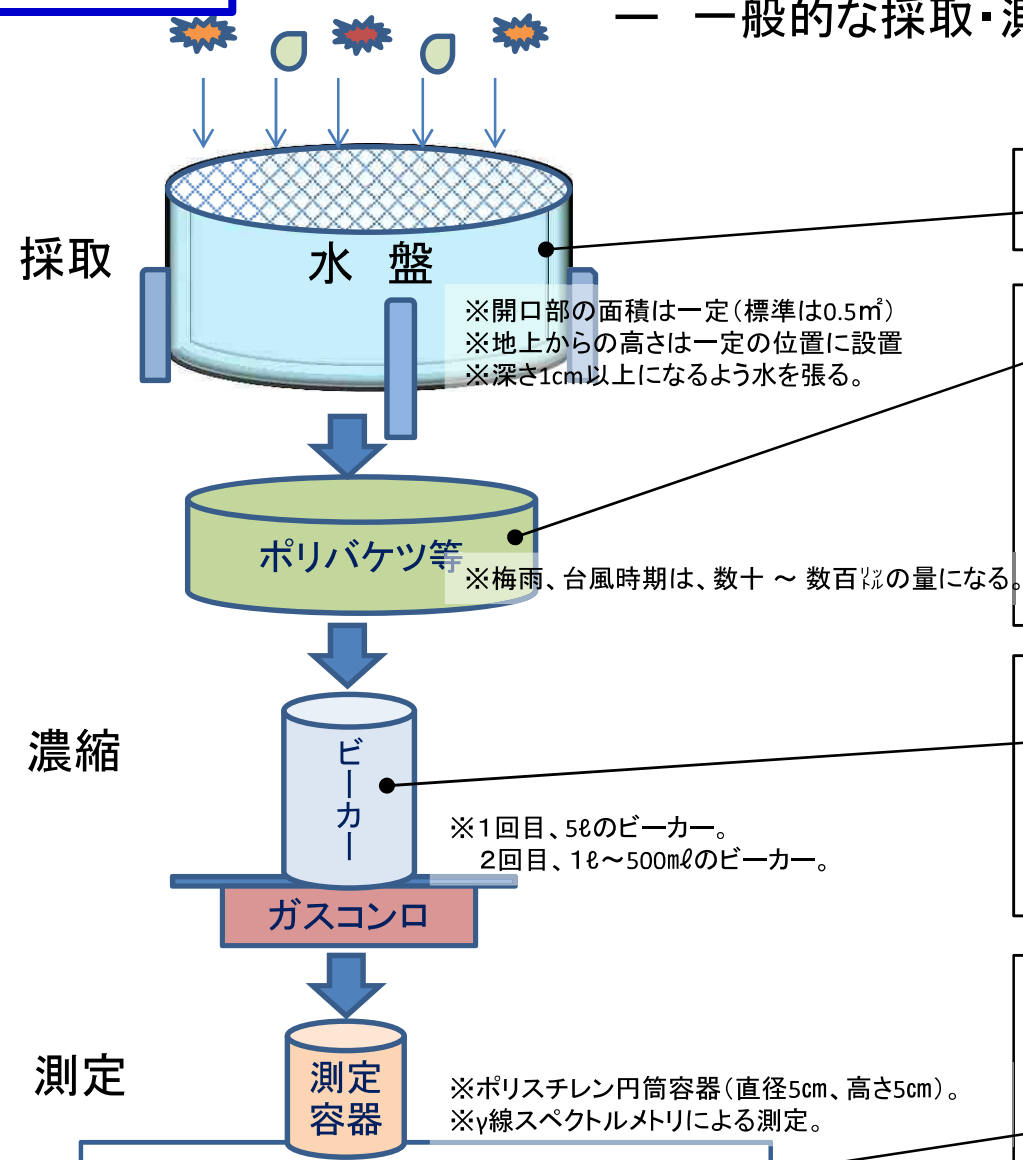 ― 一般的な採取・測
採取
水 盤
※開口部の面積は一定（標準は0.5㎡）
※地上からの高さは一定の位置に設置
※深さ1cm以上になるよう水を張る。
ポリバケツ等
※梅雨、台風時期は、数十 ～ 数百㍑の量になる。
濃縮
ビーカー
※１回目、5ℓのビーカー。
２回目、１ℓ～500mℓのビーカー。
ガスコンロ
測定
測定
容器
※ポリスチレン円筒容器（直径5㎝、高さ5㎝）。
※γ線スペクトルメトリによる測定。